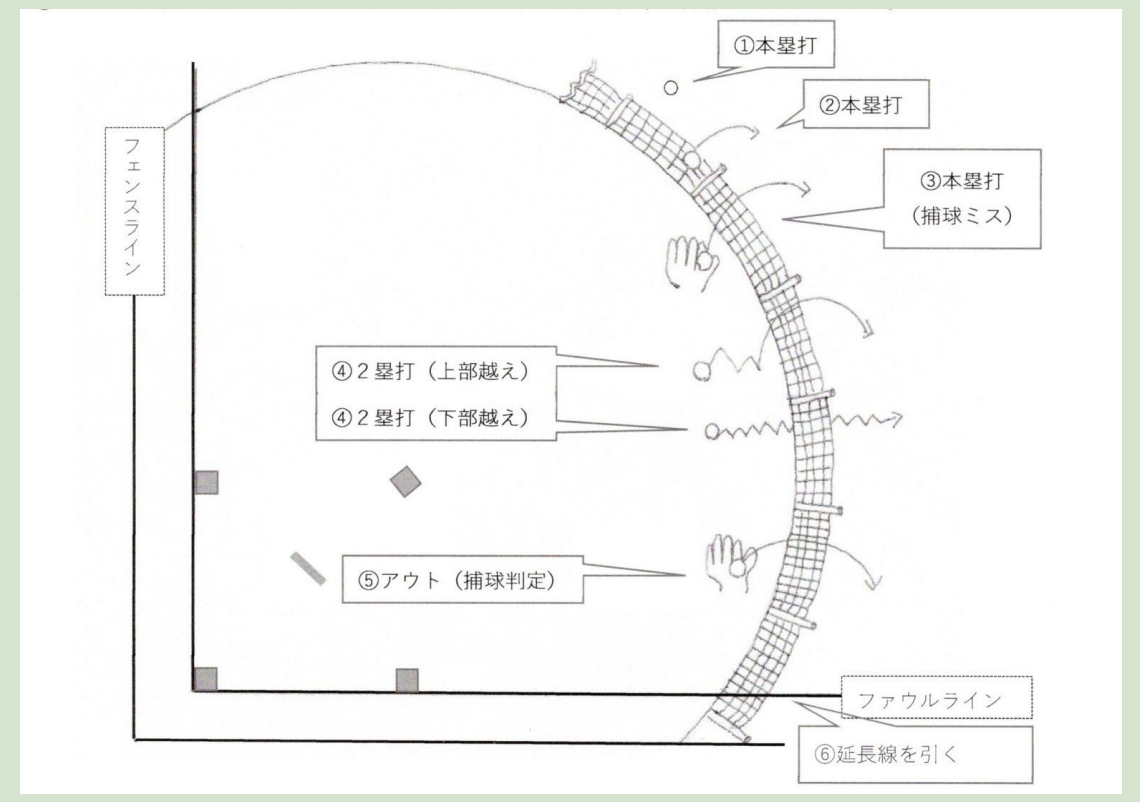 ①本塁打
②本塁打
③本塁打
(捕球ミス)
フェンスライン
④２塁打（上部越え）
④２塁打（下部越え）
⑤アウト（捕球判定）
ファウルライン
⑥延長線を引く